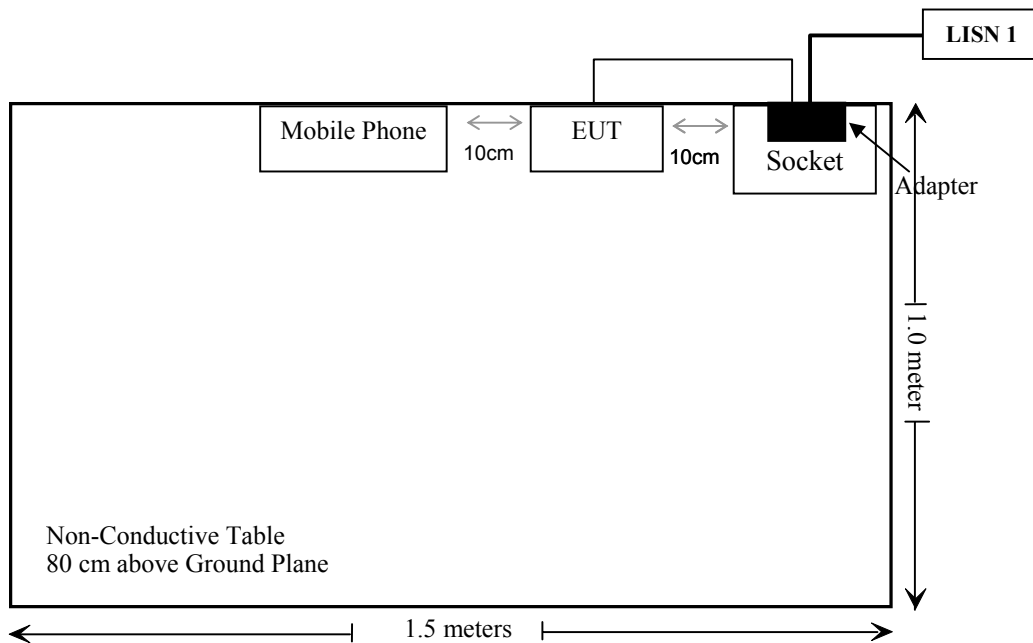 LISN 1
Mobile Phone
10cm
EUT
10cm
Socket
Adapter
1.0 meter
Non-Conductive Table
80 cm above Ground Plane
1.5 meters